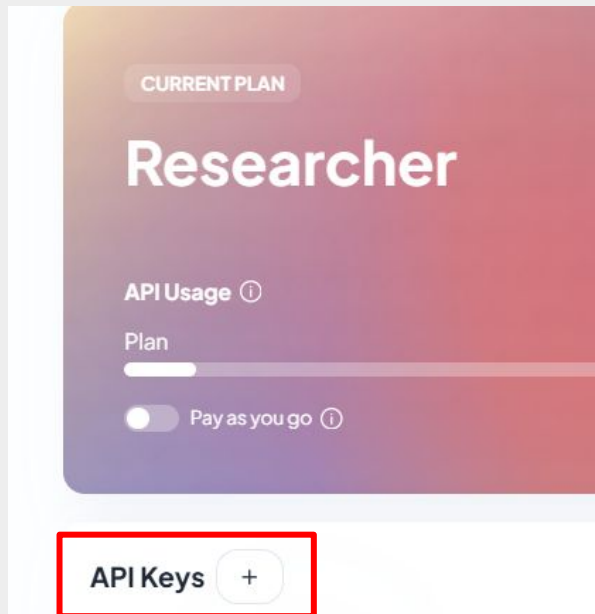 CURRENT PLAN
Researcher
API Usage
Plan
Pay as you go
API Keys +